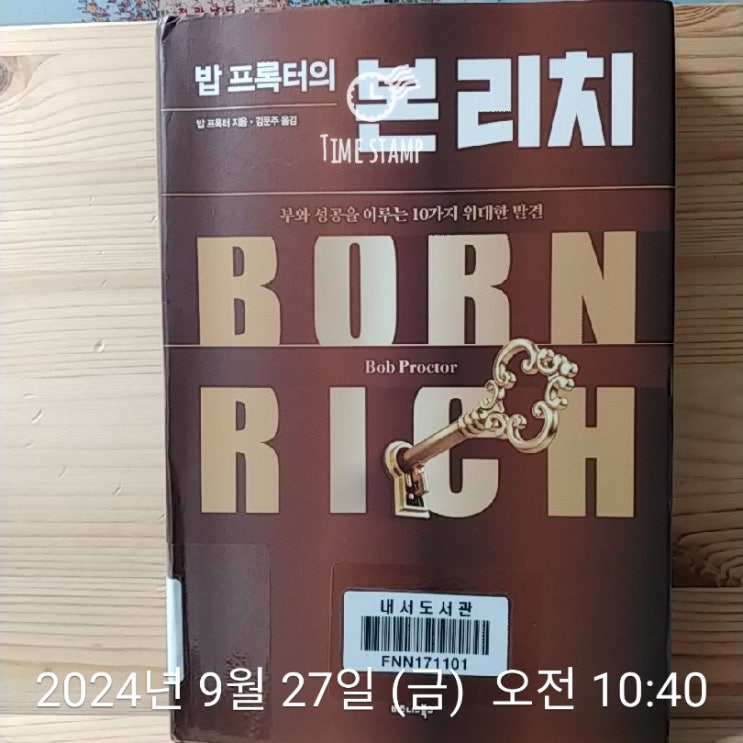 밥 프록터의
본 리치
밥 프록터 지음 · 김문주 옮김
TIME STAMP
부와 성공을 이루는 10가지 위대한 발견
BORN
Bob Proctor
RICH
내서도서관
FNN171101
2024년 9월 27일 (금) 오전 10:40